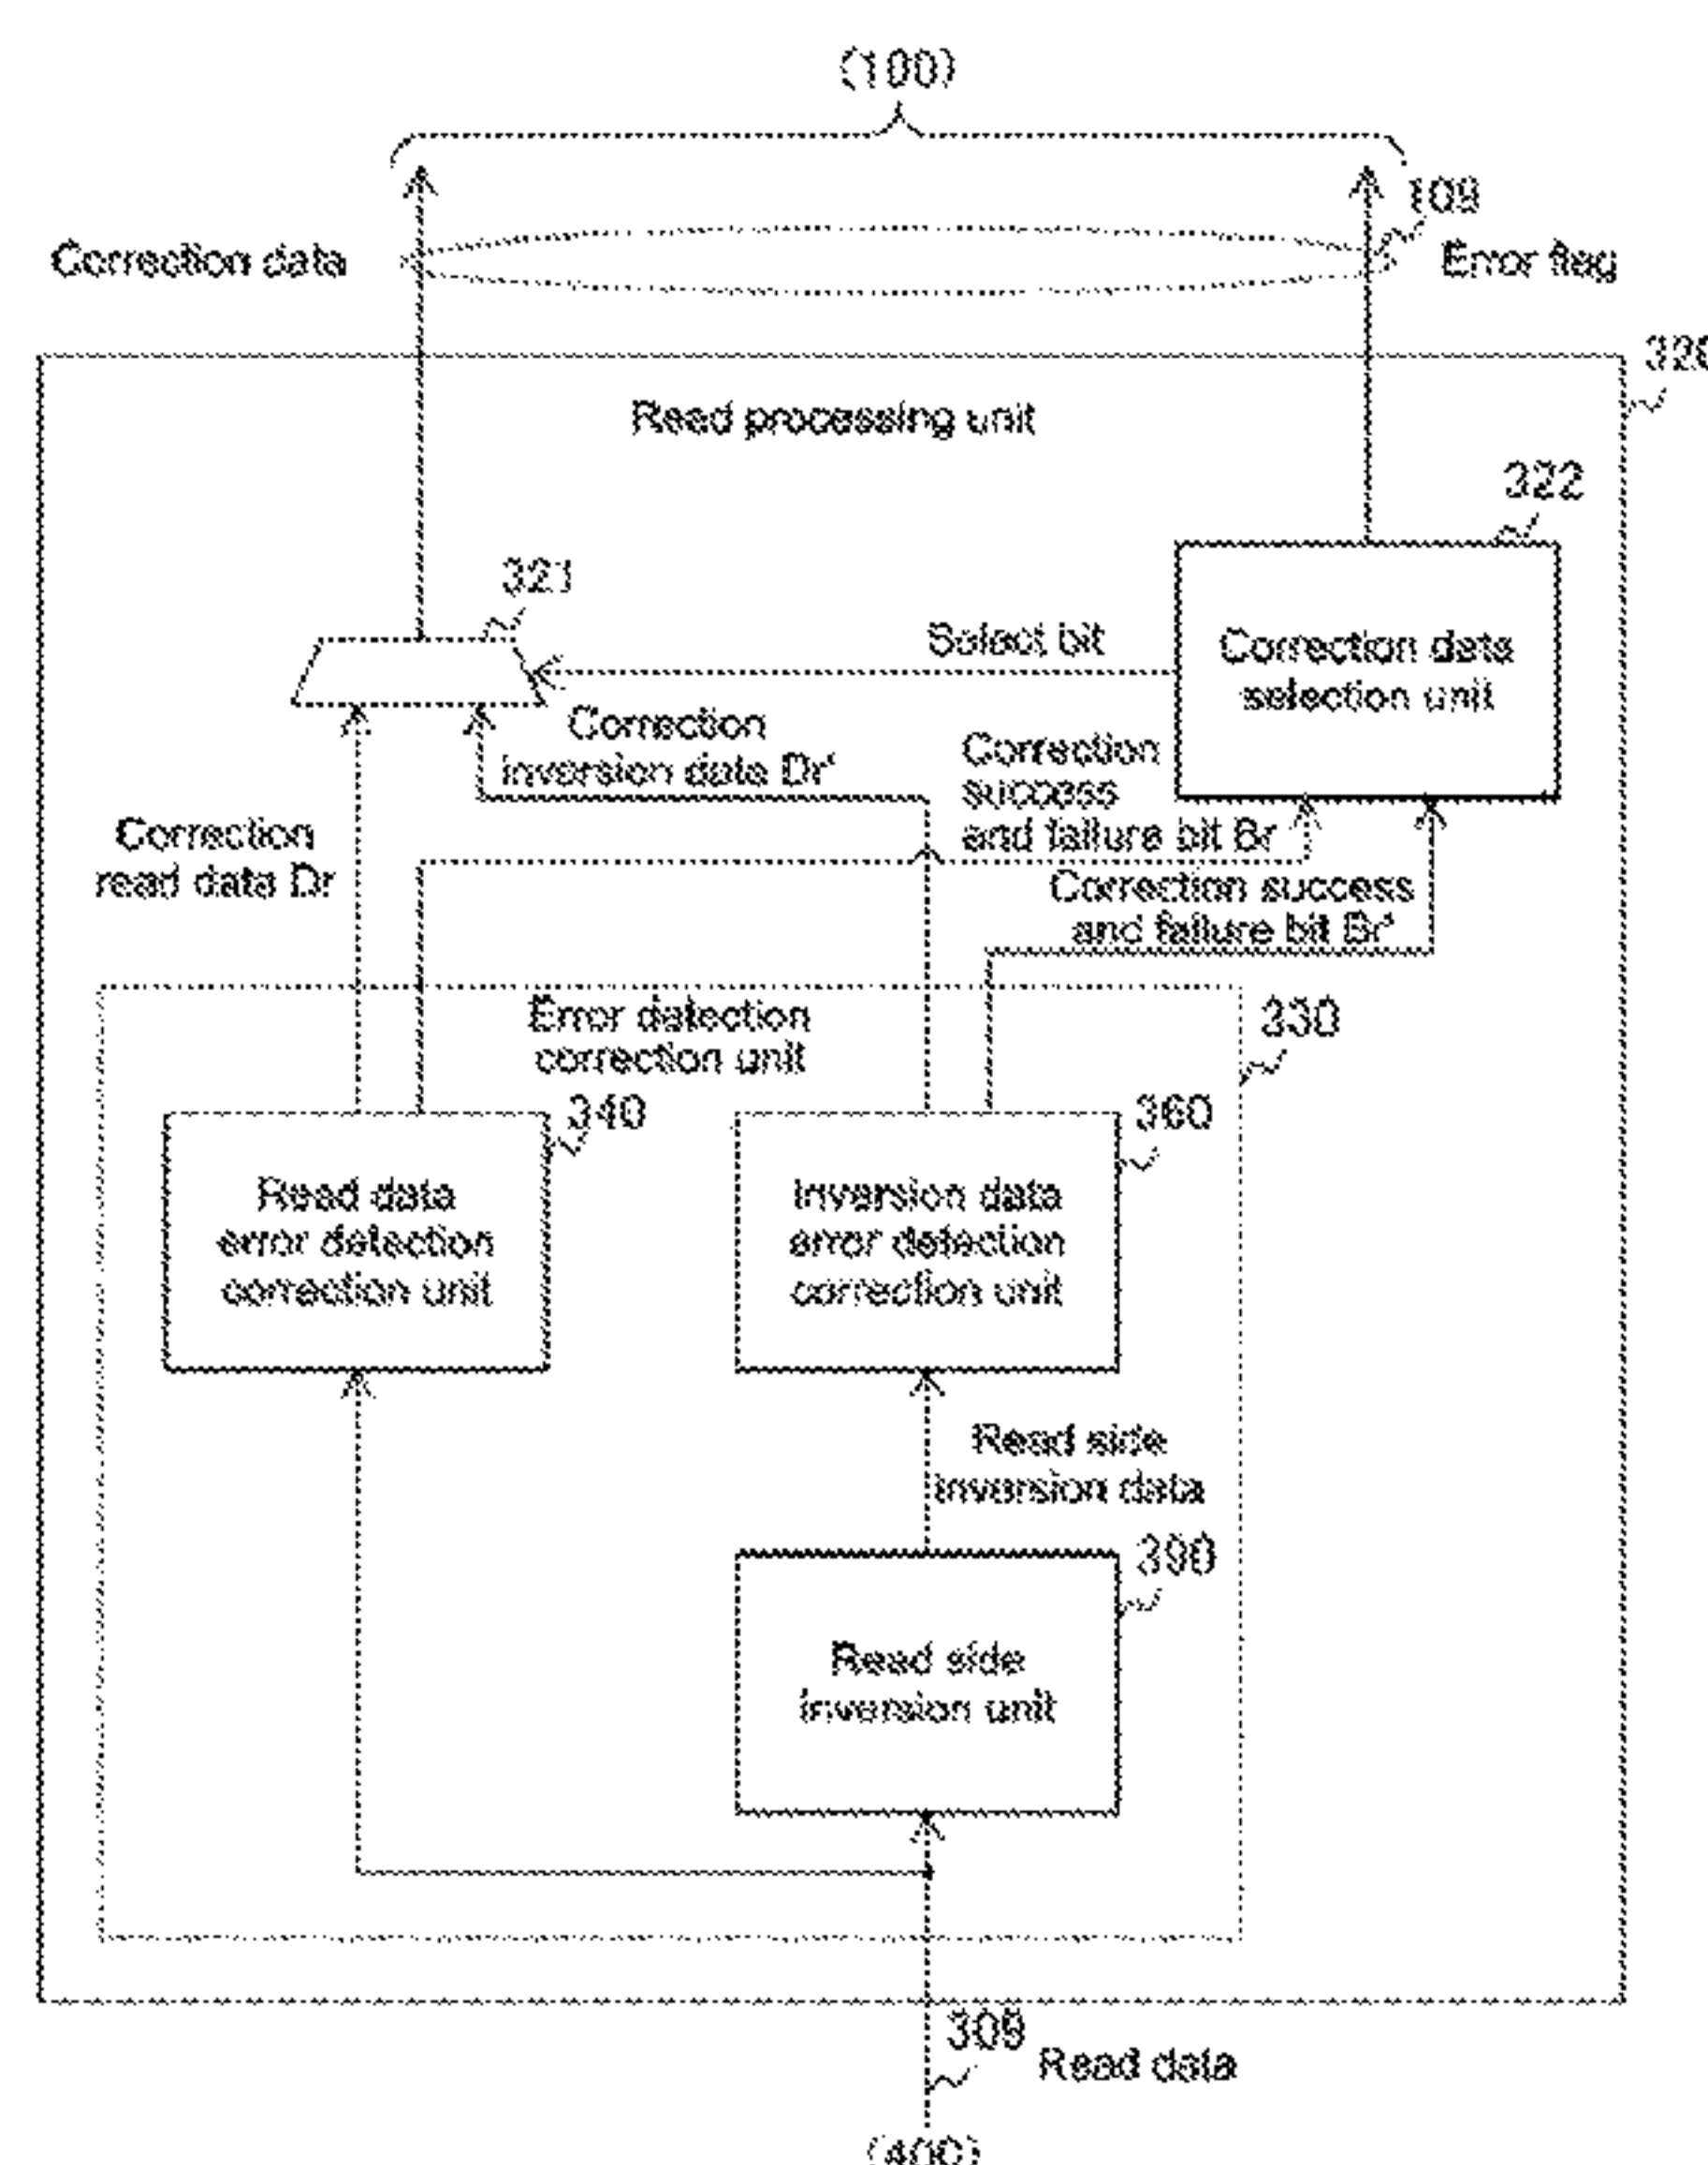 (100)
109
Correction data
Error flag
320
Read processing unit
322
321
Select bit
Correction data
selection unit
Correction
inversion data Dr'
Correction
success
and failure bit Br
Correction
read data Dr
Correction success
and failure bit Br'
Error detection
correction unit
330
340
360
Read data
error detection
correction unit
Inversion data
error detection
correction unit
Read side
inversion data
390
Read side
inversion unit
309
Read data
(400)